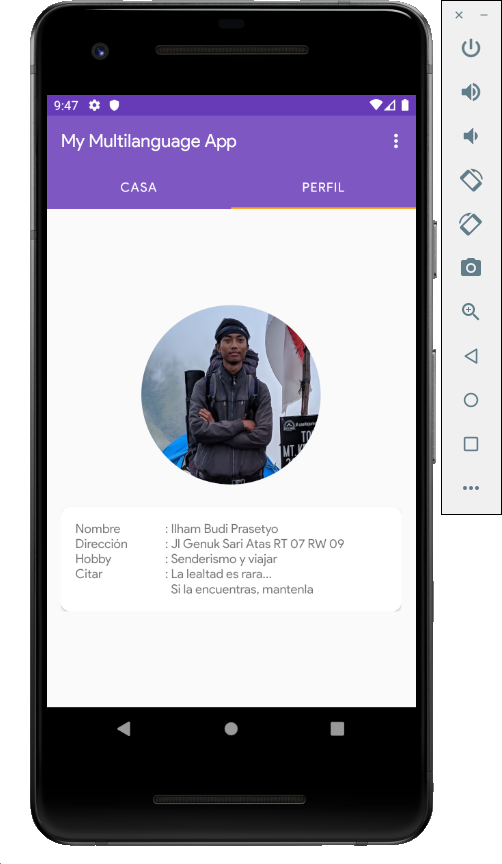 9:47
My Multilanguage App
CASA PERFIL
Nombre : Ilham Budi Prasetyo
Dirección : Jl Genuk Sari Atas RT 07 RW 09
Hobby : Senderismo y viajar
Citar : La lealtad es rara...
Si la encuentras, mantenla